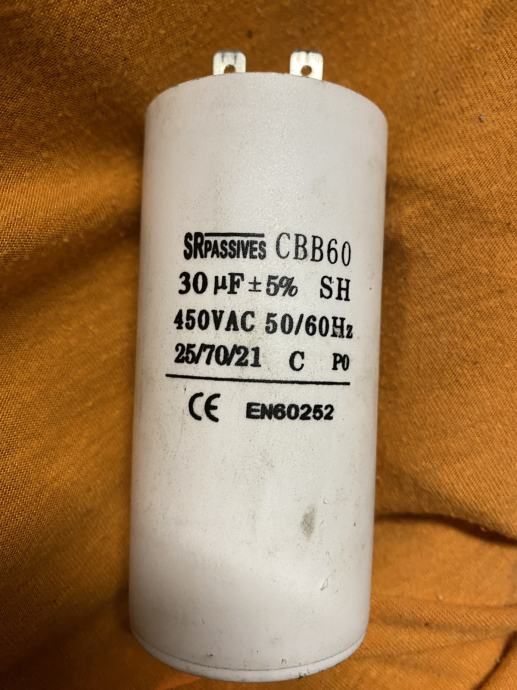 SRPASSIVES CBB60
30 µF ± 5% SH
450VAC 50/60Hz
25/70/21 C P0
CE EN60252